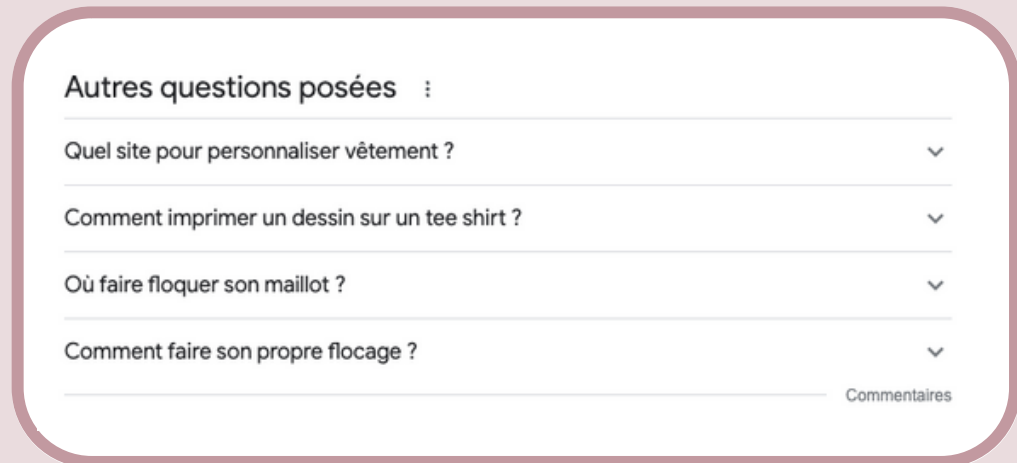 Autres questions posées
Quel site pour personnaliser vêtement ?
Comment imprimer un dessin sur un tee shirt ?
Où faire floquer son maillot ?
Comment faire son propre flocage ?
Commentaires